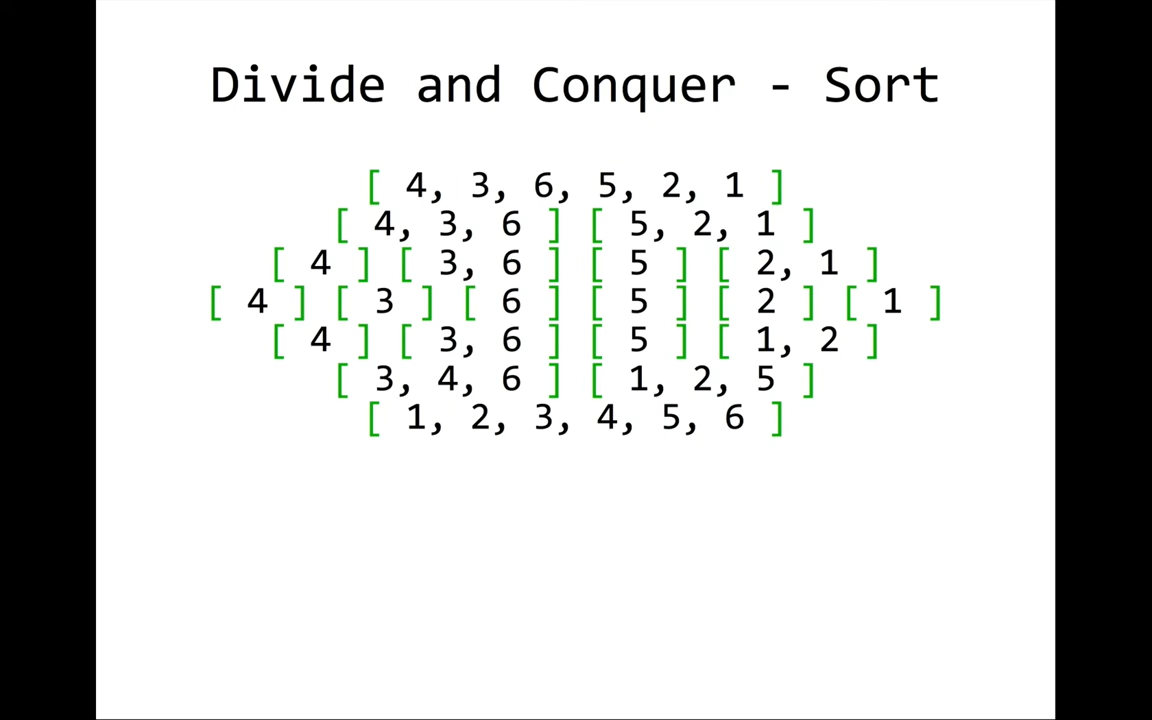 Divide and Conquer - Sort
[ 4, 3, 6, 5, 2, 1 ]
[ 4, 3, 6 ] [ 5, 2, 1 ]
[ 4 ] [ 3, 6 ] [ 5 ] [ 2, 1 ]
[ 4 ] [ 3 ] [ 6 ] [ 5 ] [ 2 ] [ 1 ]
[ 4 ] [ 3, 6 ] [ 5 ] [ 1, 2 ]
[ 3, 4, 6 ] [ 1, 2, 5 ]
[ 1, 2, 3, 4, 5, 6 ]